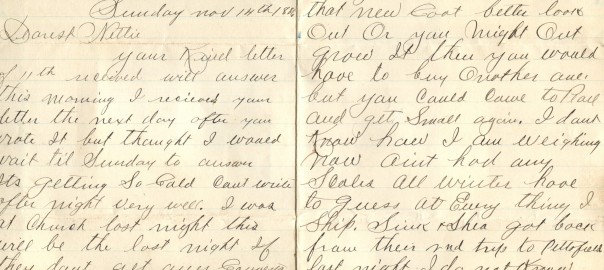 Sunday nov 14th 188
Dearest Nettie
your Kind letter
of 11th received will answer
this morning I recieved your
letter the next day after you
wrote It but thought I would
wait til Sunday to answer
Its getting So Cold Cant write
after night very well. I was
at Church last night this
will be the last night If
they dont get any
that new Coat better look
Out Or you Might Out
grow It then you would
have to buy Another One.
but you Could Come to
and get Small again. I dont
Know how I am weighing
now aint had any
Scales all winter have
to guess at Every thing I
Ship. & Shea got back
from their 2nd trip to Pittsfield
last night I do not Know